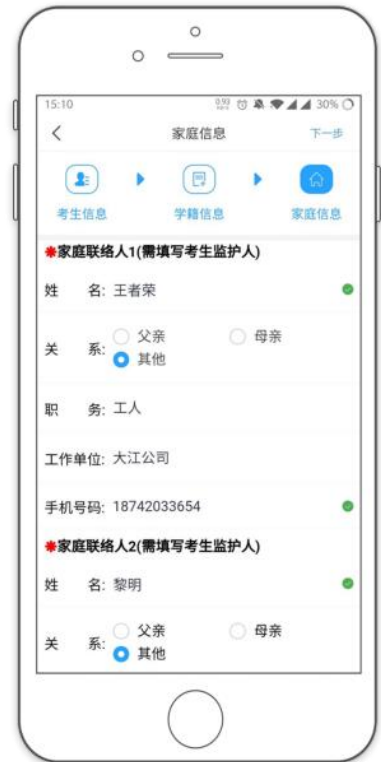 15:10 30%
家庭信息 下一步
考生信息 学籍信息 家庭信息
*家庭联络人1(需填写考生监护人)
姓 名: 王者荣
关 系: 父亲 母亲
其他
职 务: 工人
工作单位: 大江公司
手机号码: 18742033654
*家庭联络人2(需填写考生监护人)
姓 名: 黎明
关 系: 父亲 母亲
其他